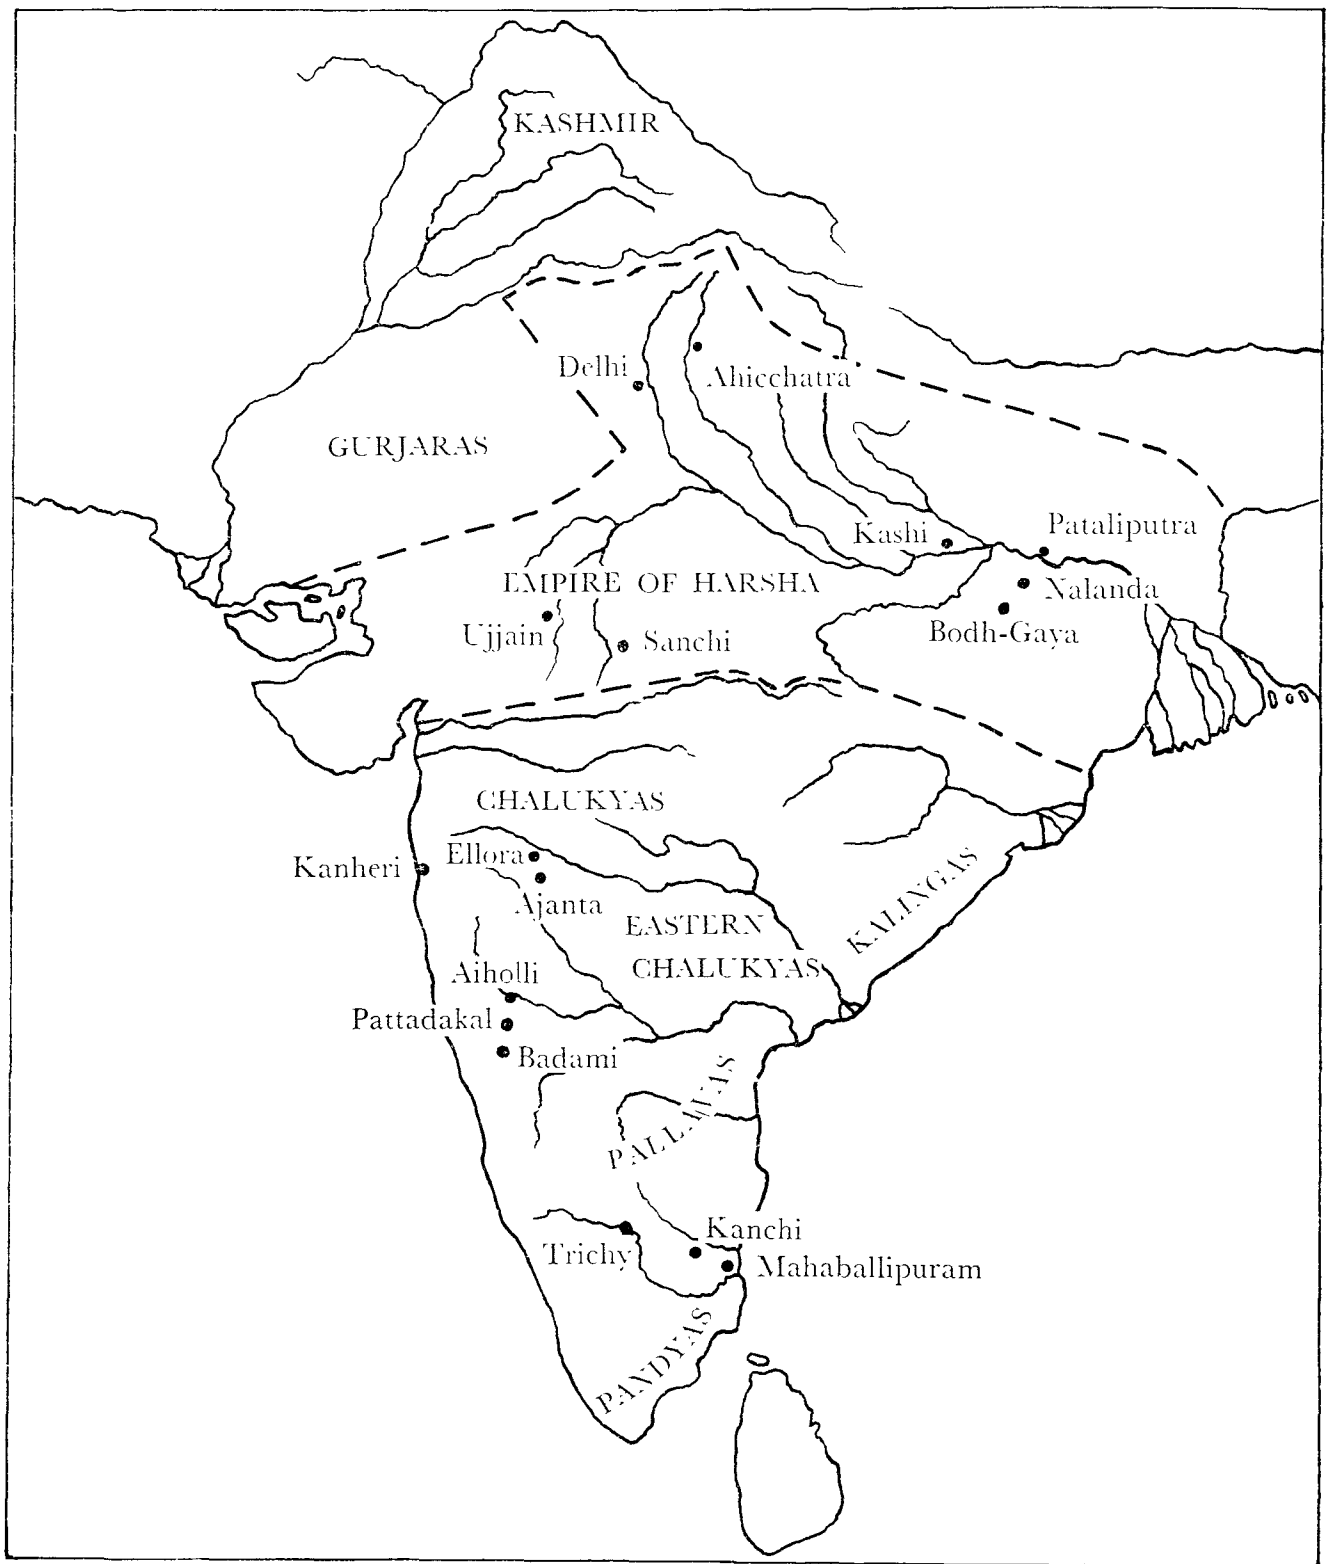 KASHMIR
Delhi
Ahicchatra
GURJARAS
Kashi
Pataliputra
EMPIRE OF HARSHA
Nalanda
Ujjain
Sanchi
Bodh-Gaya
CHALUKYAS
Kanheri
Ellora
Ajanta
KALINGAS
EASTERN
CHALUKYAS
Aiholli
Pattadakal
Badami
PALLAVAS
Kanchi
Trichy
Mahaballipuram
PANDYAS